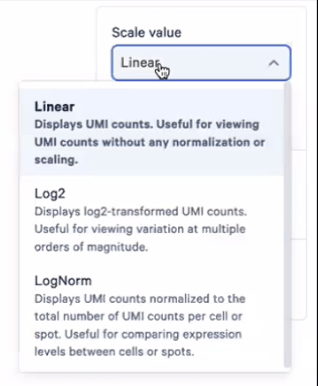 Scale value
Linear
Linear
Displays UMI counts. Useful for viewing
UMI counts without any normalization or
scaling.
Log2
Displays log2-transformed UMI counts.
Useful for viewing variation at multiple
orders of magnitude.
LogNorm
Displays UMI counts normalized to the
total number of UMI counts per cell or
spot. Useful for comparing expression
levels between cells or spots.